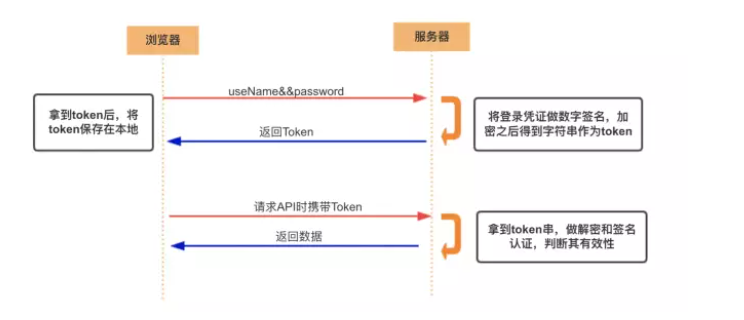 浏览器
服务器
useName&&password
拿到token后，将
token保存在本地
将登录凭证做数字签名，加
密之后得到字符串作为token
返回Token
请求API时携带Token
拿到token串，做解密和签名
认证，判断其有效性
返回数据